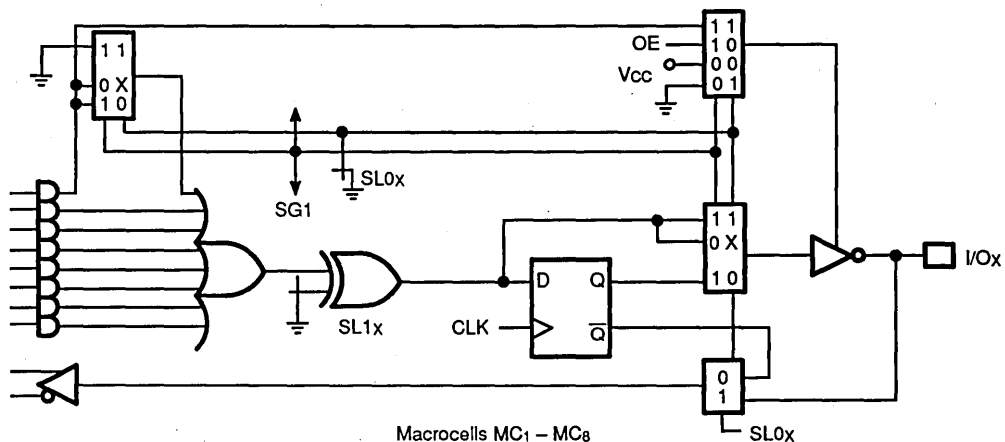 1 1
0 X
1 0
OE
Vcc
1 1
1 0
0 0
0 1
SG1
SL0x
1 1
0 X
1 0
I/Ox
D Q
CLK
Q̅
SL1x
0
1
SL0x
Macrocells MC1 – MC8